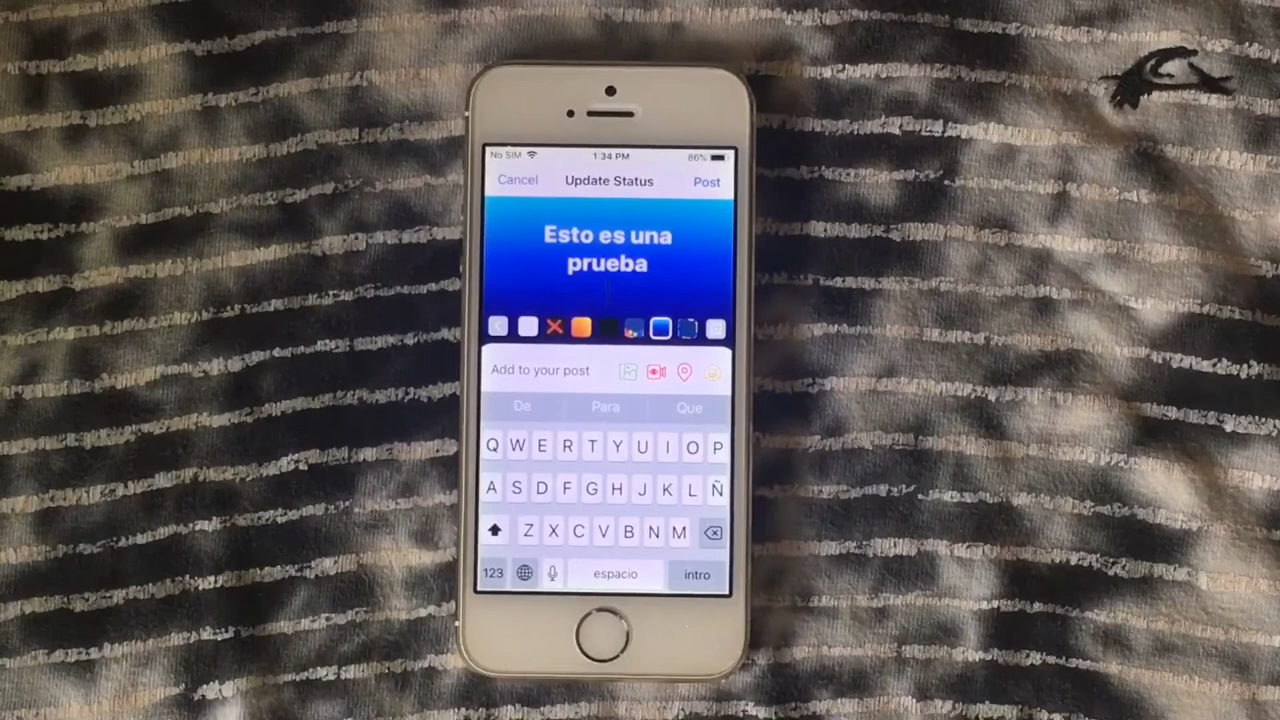 No SIM 1:34 PM 86%
Cancel Update Status Post
Esto es una
prueba
Add to your post
De Para Que
Q W E R T Y U I O P
A S D F G H J K L Ñ
Z X C V B N M
123 espacio intro